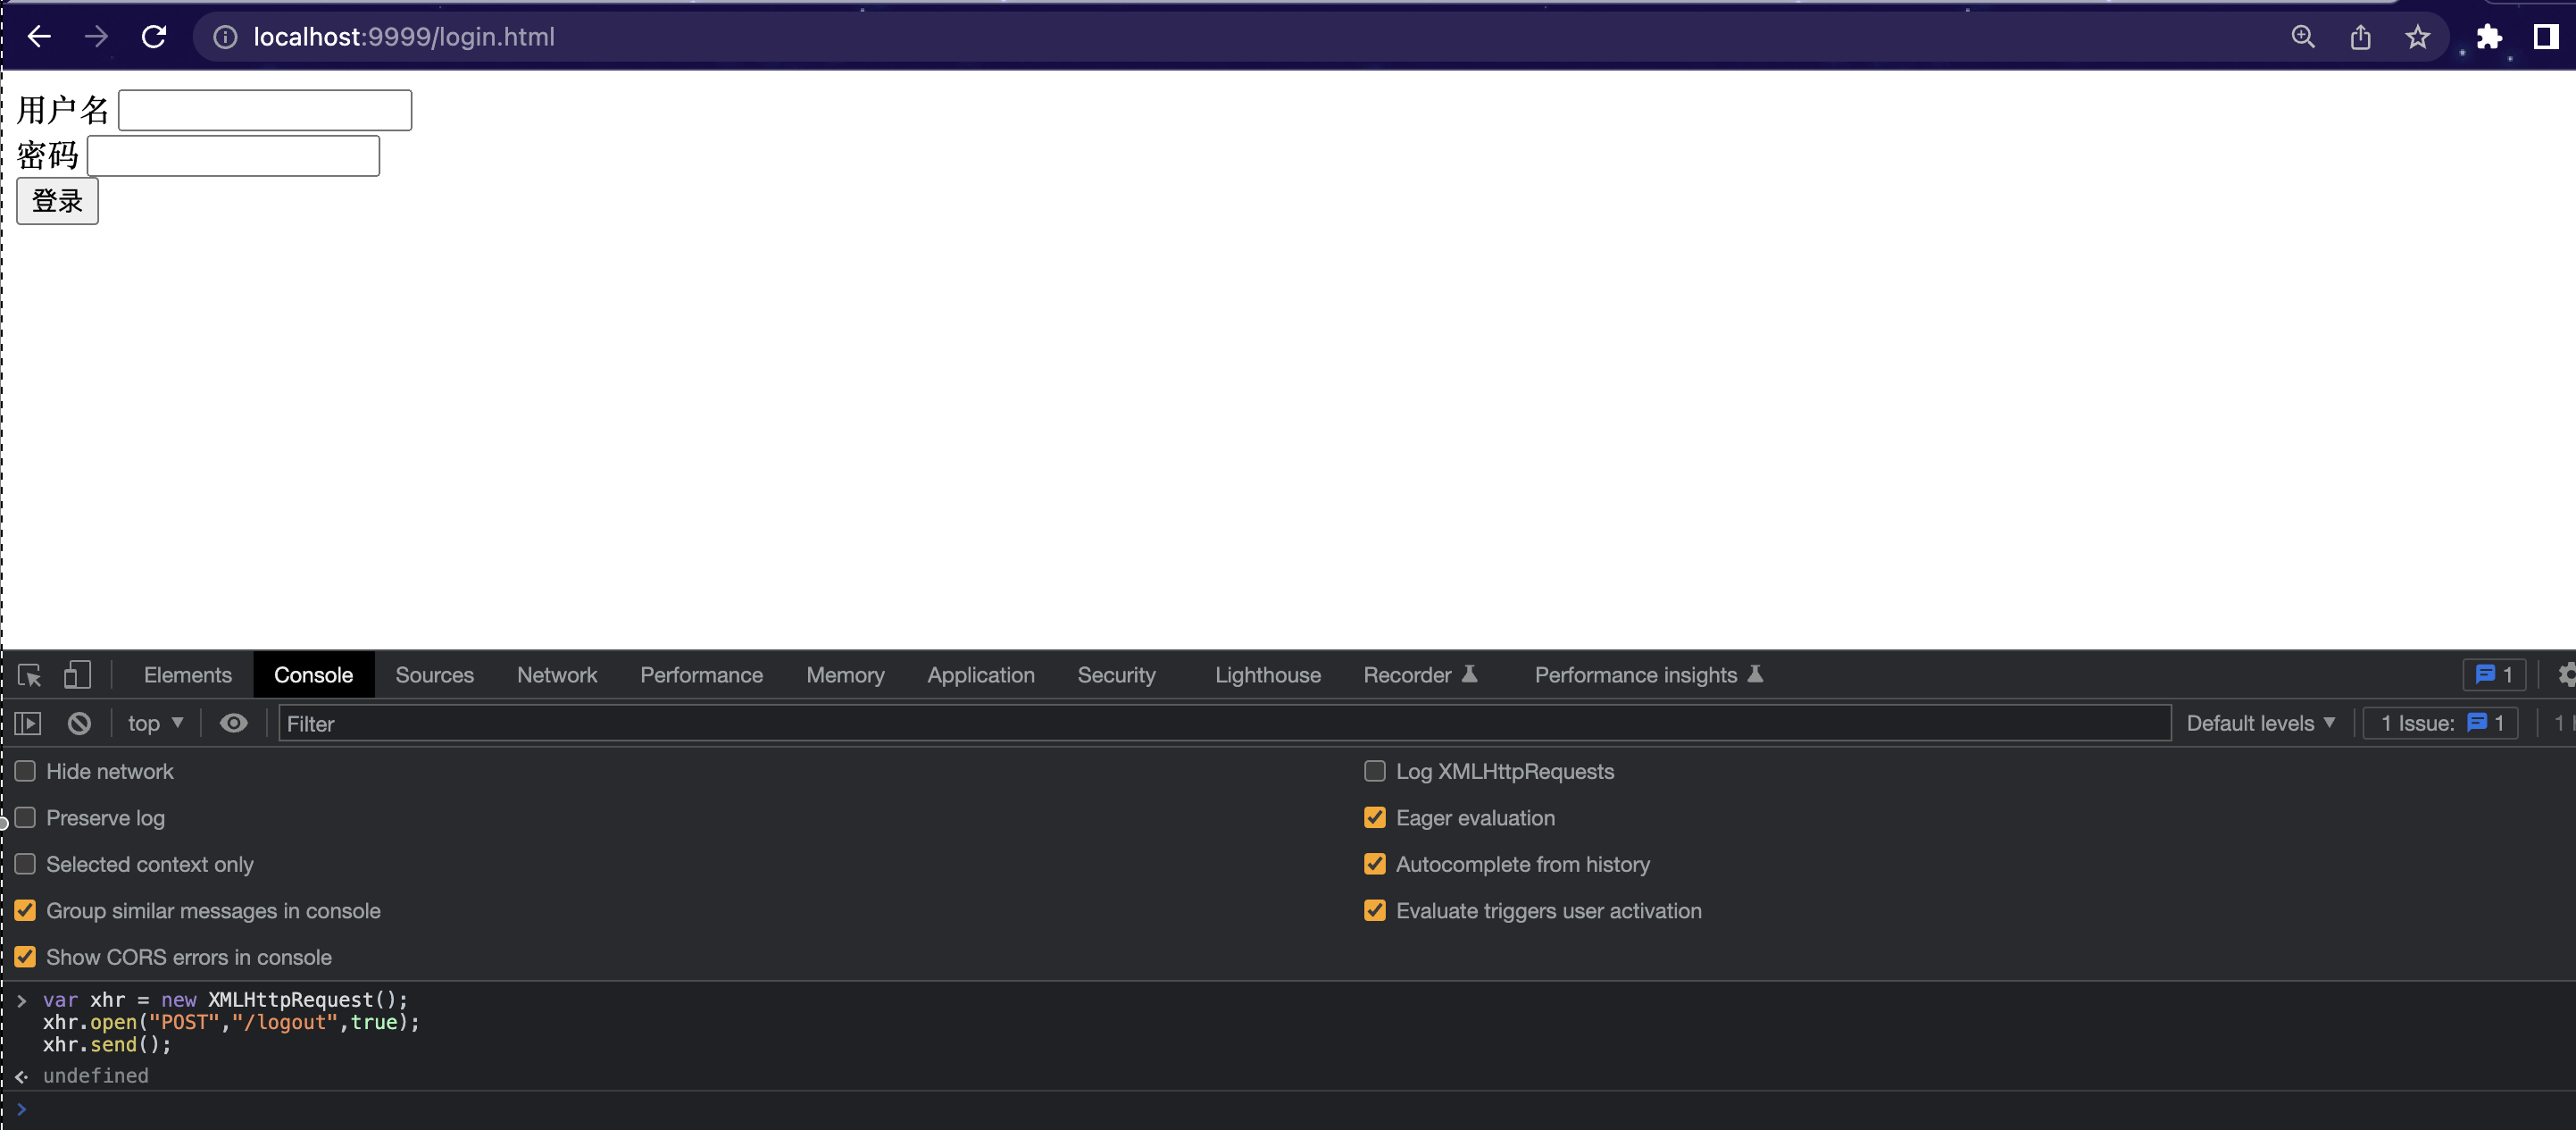 localhost:9999/login.html
用户名
密码
登录
Elements Console Sources Network Performance Memory Application Security Lighthouse Recorder Performance insights 1
top Filter Default levels 1 Issue: 1 1
Hide network Log XMLHttpRequests
Preserve log Eager evaluation
Selected context only Autocomplete from history
Group similar messages in console Evaluate triggers user activation
Show CORS errors in console
var xhr = new XMLHttpRequest();
xhr.open("POST","/logout",true);
xhr.send();
undefined